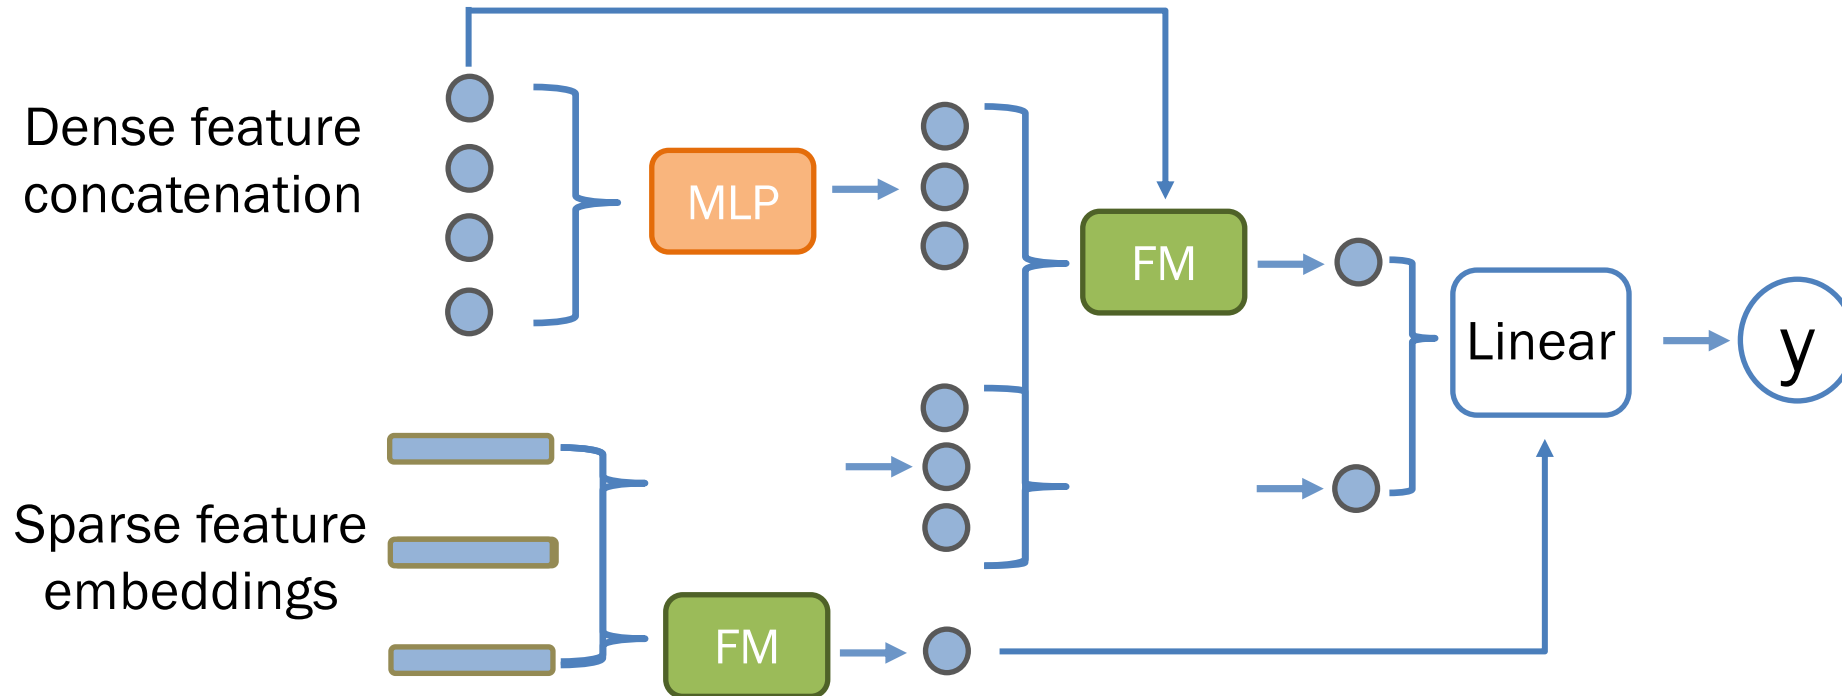 Dense feature
concatenation
MLP
FM
Linear
y
Sparse feature
embeddings
FM